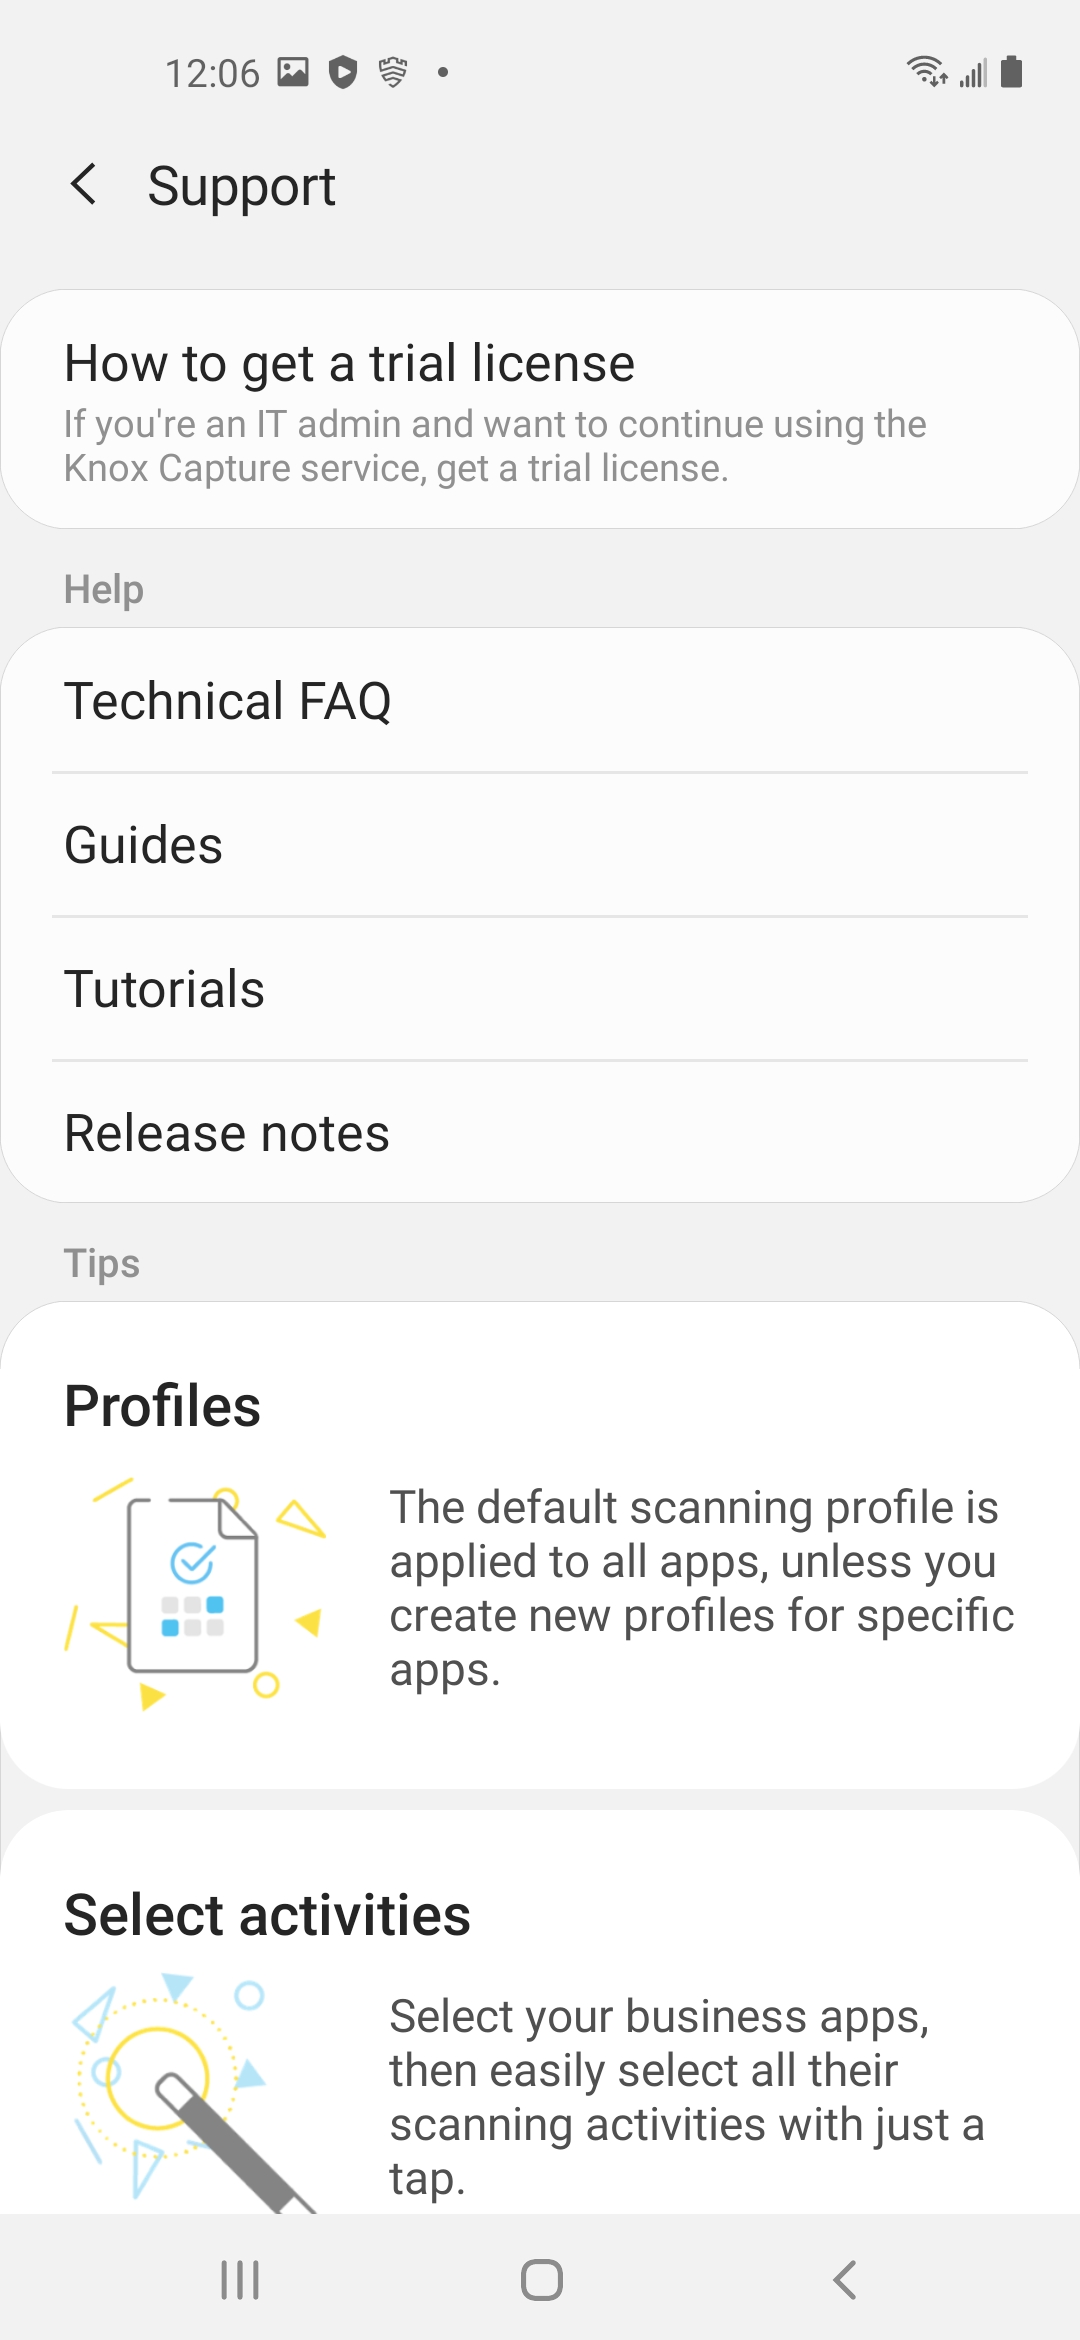 12:06
Support
How to get a trial license
If you're an IT admin and want to continue using the
Knox Capture service, get a trial license.
Help
Technical FAQ
Guides
Tutorials
Release notes
Tips
Profiles
The default scanning profile is
applied to all apps, unless you
create new profiles for specific
apps.
Select activities
Select your business apps,
then easily select all their
scanning activities with just a
tap.